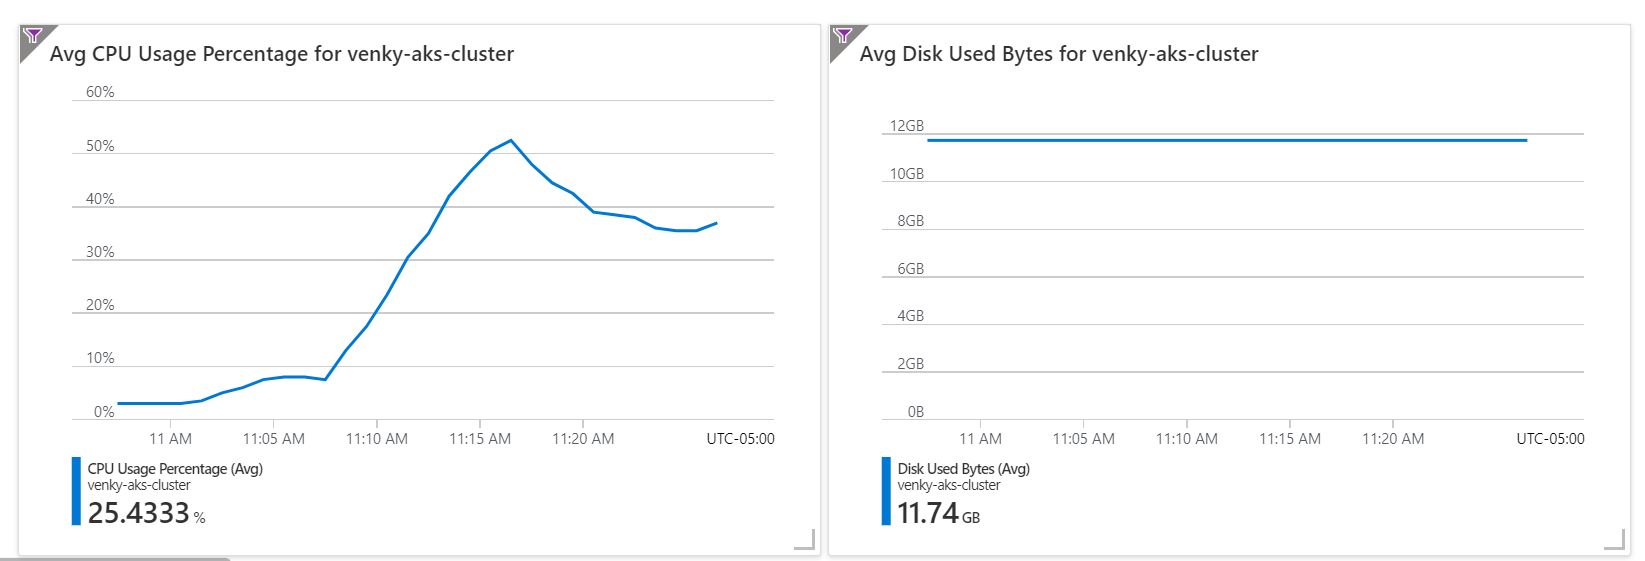 Avg CPU Usage Percentage for venky-aks-cluster
60%
50%
40%
30%
20%
10%
0%
11 AM 11:05 AM 11:10 AM 11:15 AM 11:20 AM UTC-05:00
CPU Usage Percentage (Avg)
venky-aks-cluster
25.4333 %
Avg Disk Used Bytes for venky-aks-cluster
12GB
10GB
8GB
6GB
4GB
2GB
0B
11 AM 11:05 AM 11:10 AM 11:15 AM 11:20 AM UTC-05:00
Disk Used Bytes (Avg)
venky-aks-cluster
11.74 GB